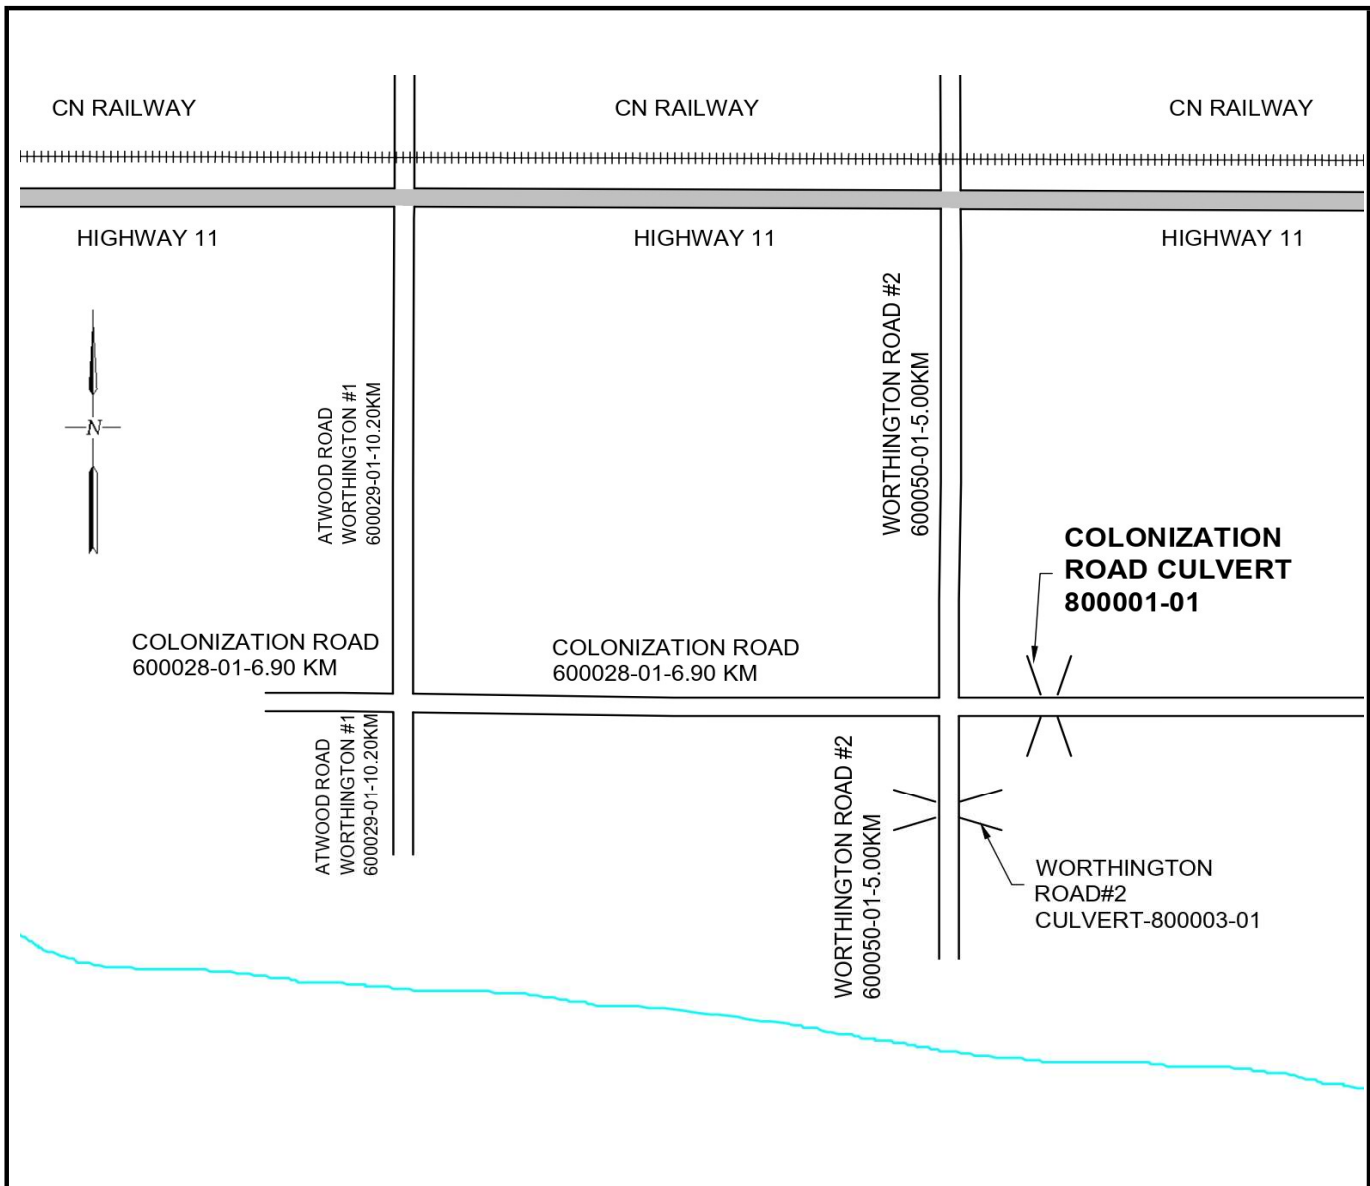 CN RAILWAY
CN RAILWAY
CN RAILWAY
HIGHWAY 11
HIGHWAY 11
HIGHWAY 11
N
ATWOOD ROAD
WORTHINGTON #1
600029-01-10.20KM
WORTHINGTON ROAD #2
600050-01-5.00KM
COLONIZATION
ROAD CULVERT
800001-01
COLONIZATION ROAD
600028-01-6.90 KM
COLONIZATION ROAD
600028-01-6.90 KM
ATWOOD ROAD
WORTHINGTON #1
600029-01-10.20KM
WORTHINGTON ROAD #2
600050-01-5.00KM
WORTHINGTON
ROAD#2
CULVERT-800003-01